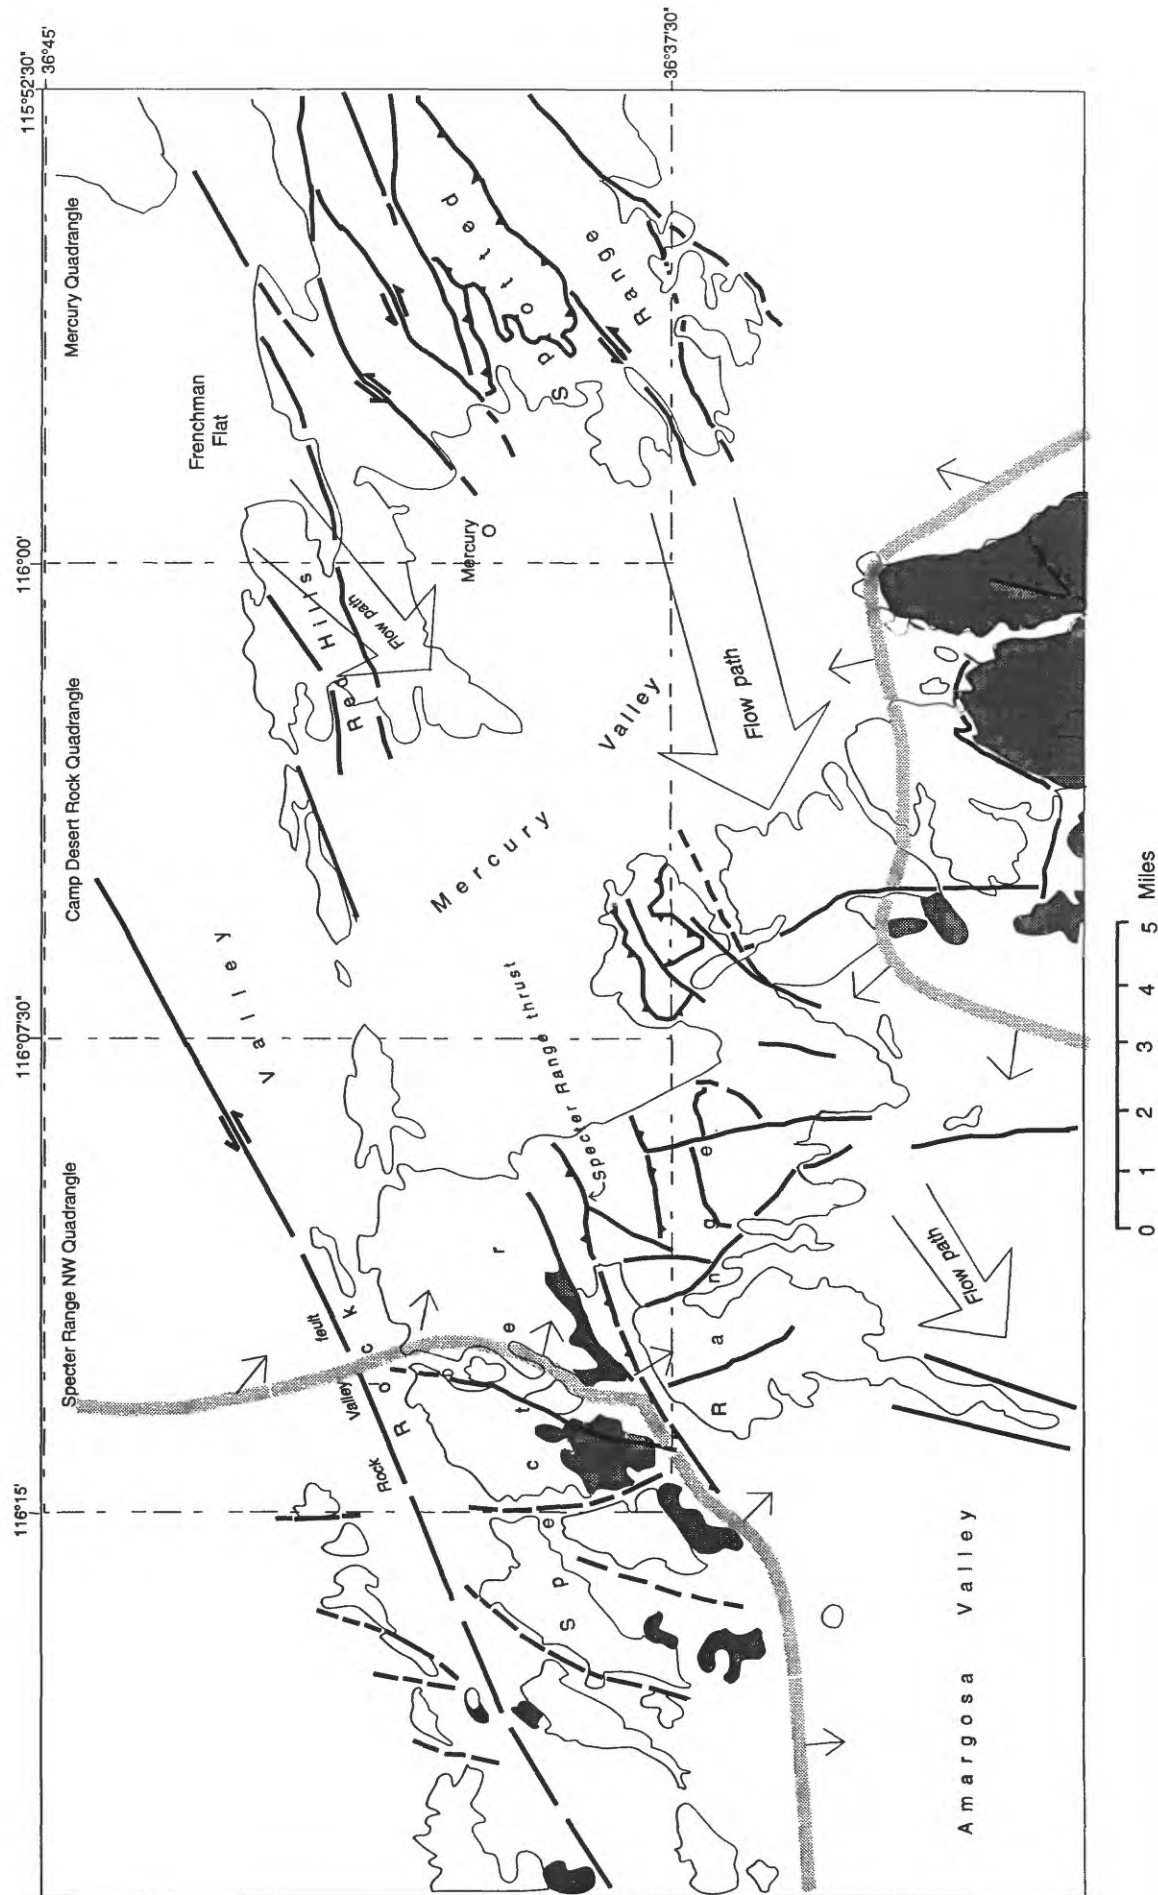 36°45'
36°37'30"
115°52'30"
116°00'
116°07'30"
116°15'
Specter Range NW Quadrangle
Camp Desert Rock Quadrangle
Mercury Quadrangle
Frenchman
Flat
Rock Valley
Rock Valley fault
Red Hills
Flow path
Mercury
Spotted
Range
Mercury Valley
Flow path
Specter Range thrust
Specter Range
Flow path
Amargosa Valley
0 1 2 3 4 5 Miles